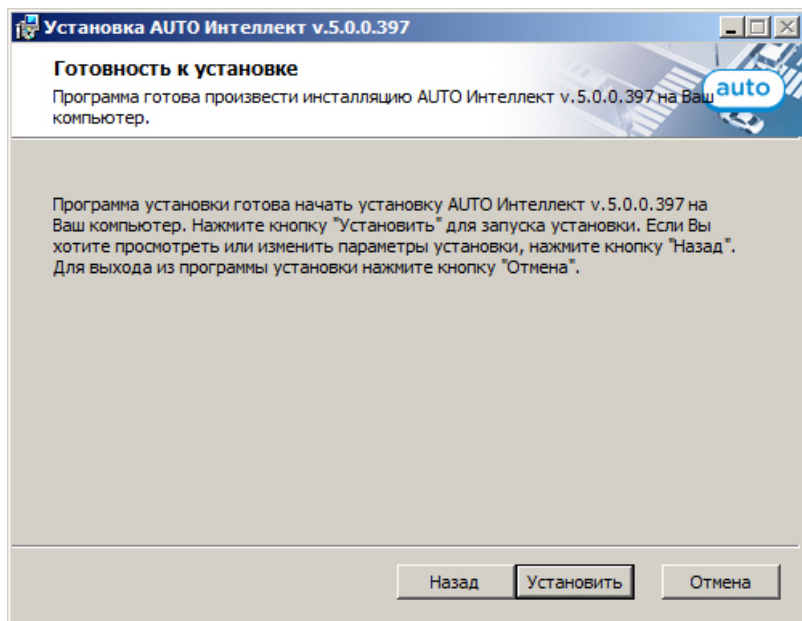 Установка AUTO Интеллект v.5.0.0.397
Готовность к установке
Программа готова произвести инсталляцию AUTO Интеллект v.5.0.0.397 на Ваш
компьютер.
auto
Программа установки готова начать установку AUTO Интеллект v.5.0.0.397 на
Ваш компьютер. Нажмите кнопку "Установить" для запуска установки. Если Вы
хотите просмотреть или изменить параметры установки, нажмите кнопку "Назад".
Для выхода из программы установки нажмите кнопку "Отмена".
Назад
Установить
Отмена